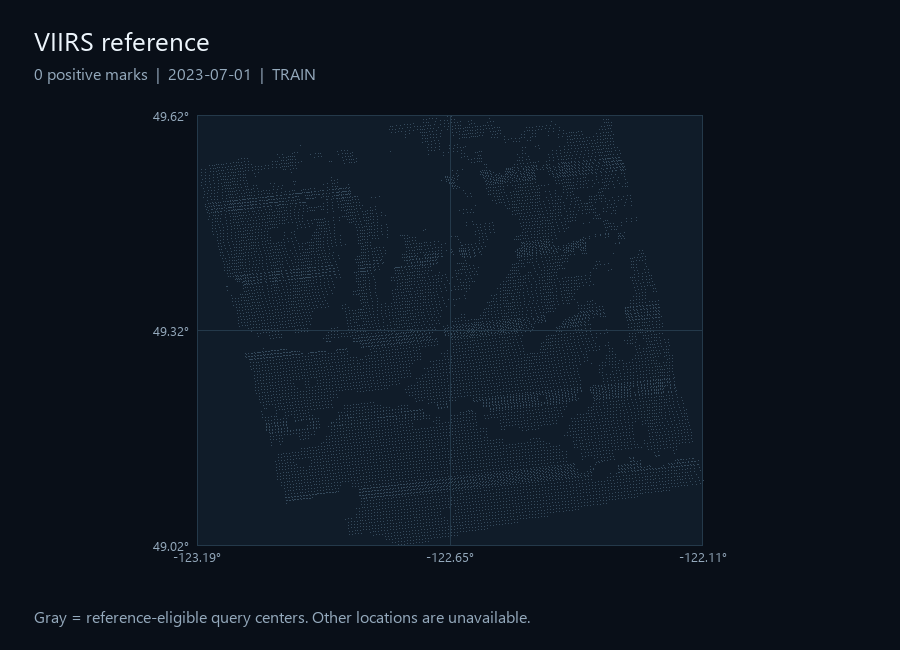 VIIRS reference
0 positive marks | 2023-07-01 | TRAIN
49.62°
49.32°
49.02°
-123.19° -122.65° -122.11°
Gray = reference-eligible query centers. Other locations are unavailable.